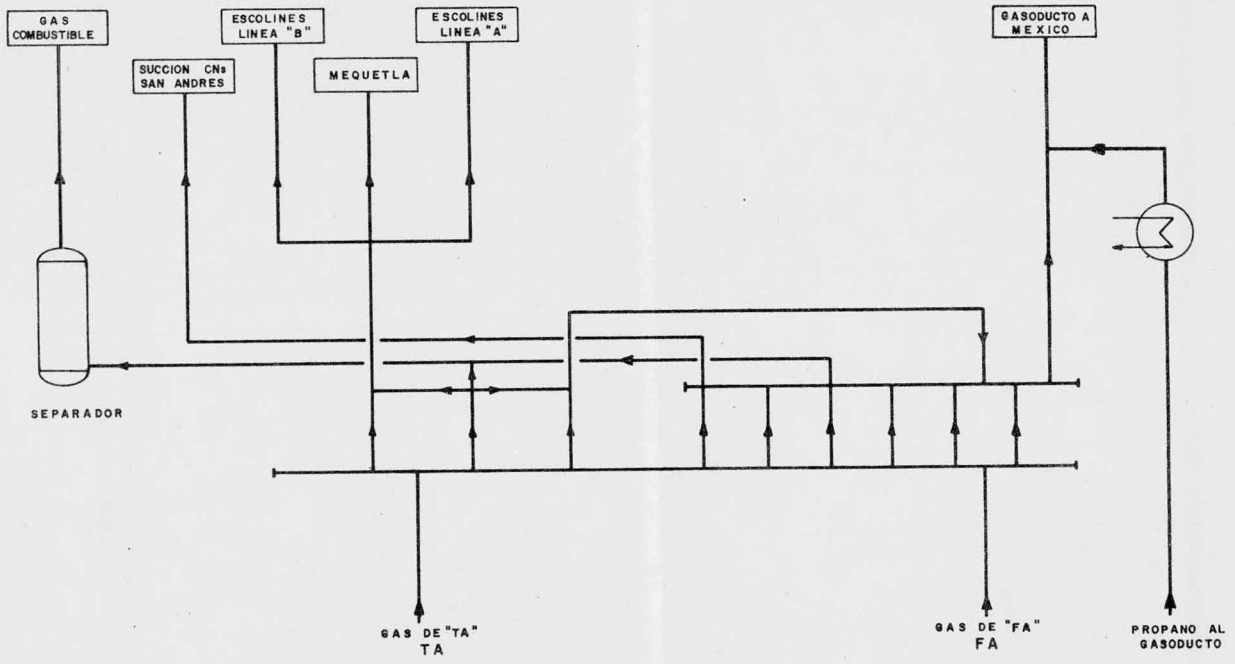 GAS
COMBUSTIBLE
ESCOLINES
LINEA "B"
ESCOLINES
LINEA "A"
GASODUCTO A
MEXICO
SUCCION CNs
SAN ANDRES
MEQUETLA
SEPARADOR
GAS DE "TA"
TA
GAS DE "FA"
FA
PROPANO AL
GASODUCTO